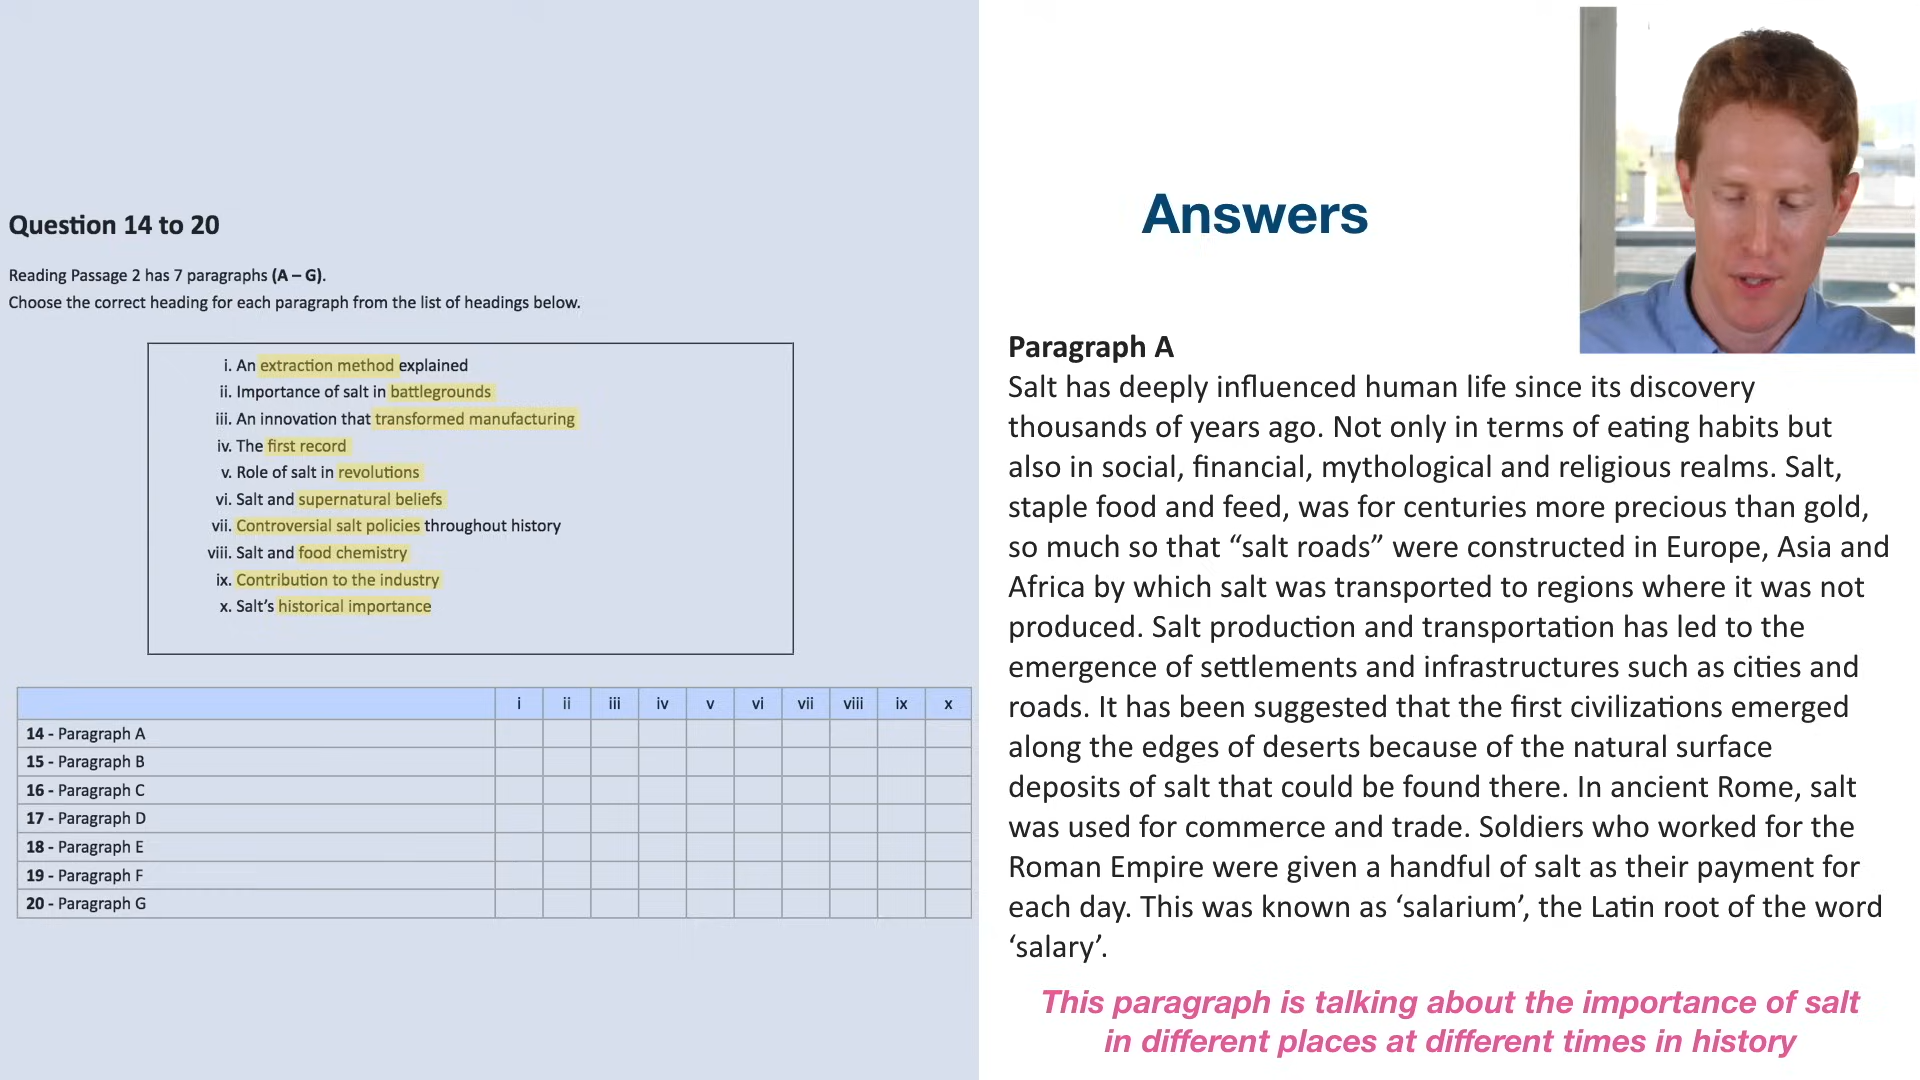 Question 14 to 20
Reading Passage 2 has 7 paragraphs (A – G).
Choose the correct heading for each paragraph from the list of headings below.
i. An extraction method explained
ii. Importance of salt in battlegrounds
iii. An innovation that transformed manufacturing
iv. The first record
v. Role of salt in revolutions
vi. Salt and supernatural beliefs
vii. Controversial salt policies throughout history
viii. Salt and food chemistry
ix. Contribution to the industry
x. Salt's historical importance
i ii iii iv v vi vii viii ix x
14 - Paragraph A
15 - Paragraph B
16 - Paragraph C
17 - Paragraph D
18 - Paragraph E
19 - Paragraph F
20 - Paragraph G
Answers
Paragraph A
Salt has deeply influenced human life since its discovery
thousands of years ago. Not only in terms of eating habits but
also in social, financial, mythological and religious realms. Salt,
staple food and feed, was for centuries more precious than gold,
so much so that “salt roads” were constructed in Europe, Asia and
Africa by which salt was transported to regions where it was not
produced. Salt production and transportation has led to the
emergence of settlements and infrastructures such as cities and
roads. It has been suggested that the first civilizations emerged
along the edges of deserts because of the natural surface
deposits of salt that could be found there. In ancient Rome, salt
was used for commerce and trade. Soldiers who worked for the
Roman Empire were given a handful of salt as their payment for
each day. This was known as ‘salarium’, the Latin root of the word
‘salary’.
This paragraph is talking about the importance of salt
in different places at different times in history